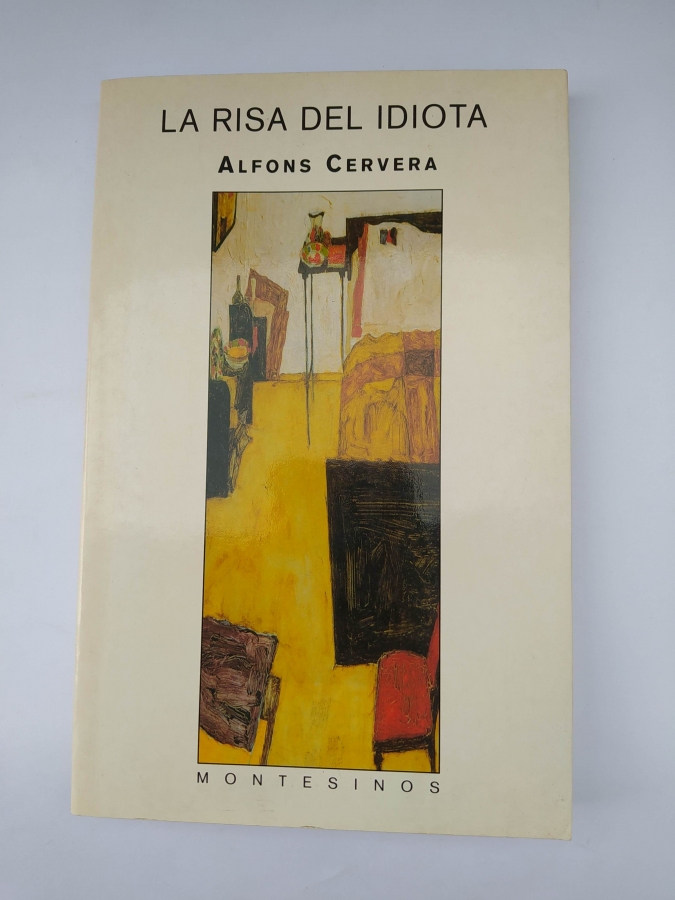 LA RISA DEL IDIOTA
ALFONS CERVERA
MONTESINOS